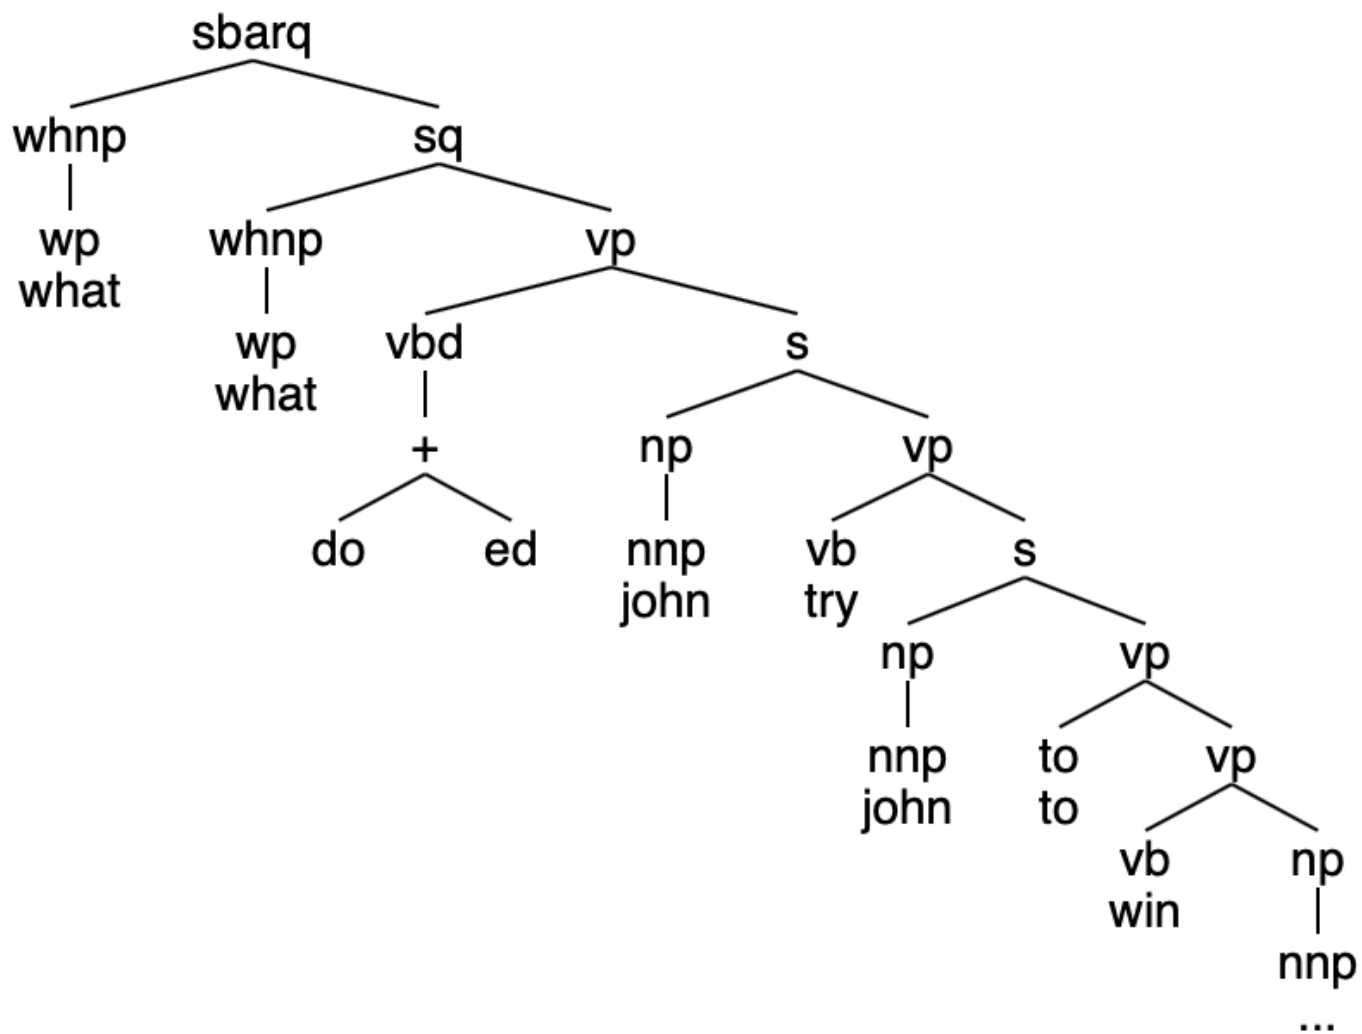 sbarq
whnp sq
wp whnp vp
what
wp vbd s
what
+ np vp
do ed nnp vb s
john try
np vp
nnp to vp
john to
vb np
win
nnp
...